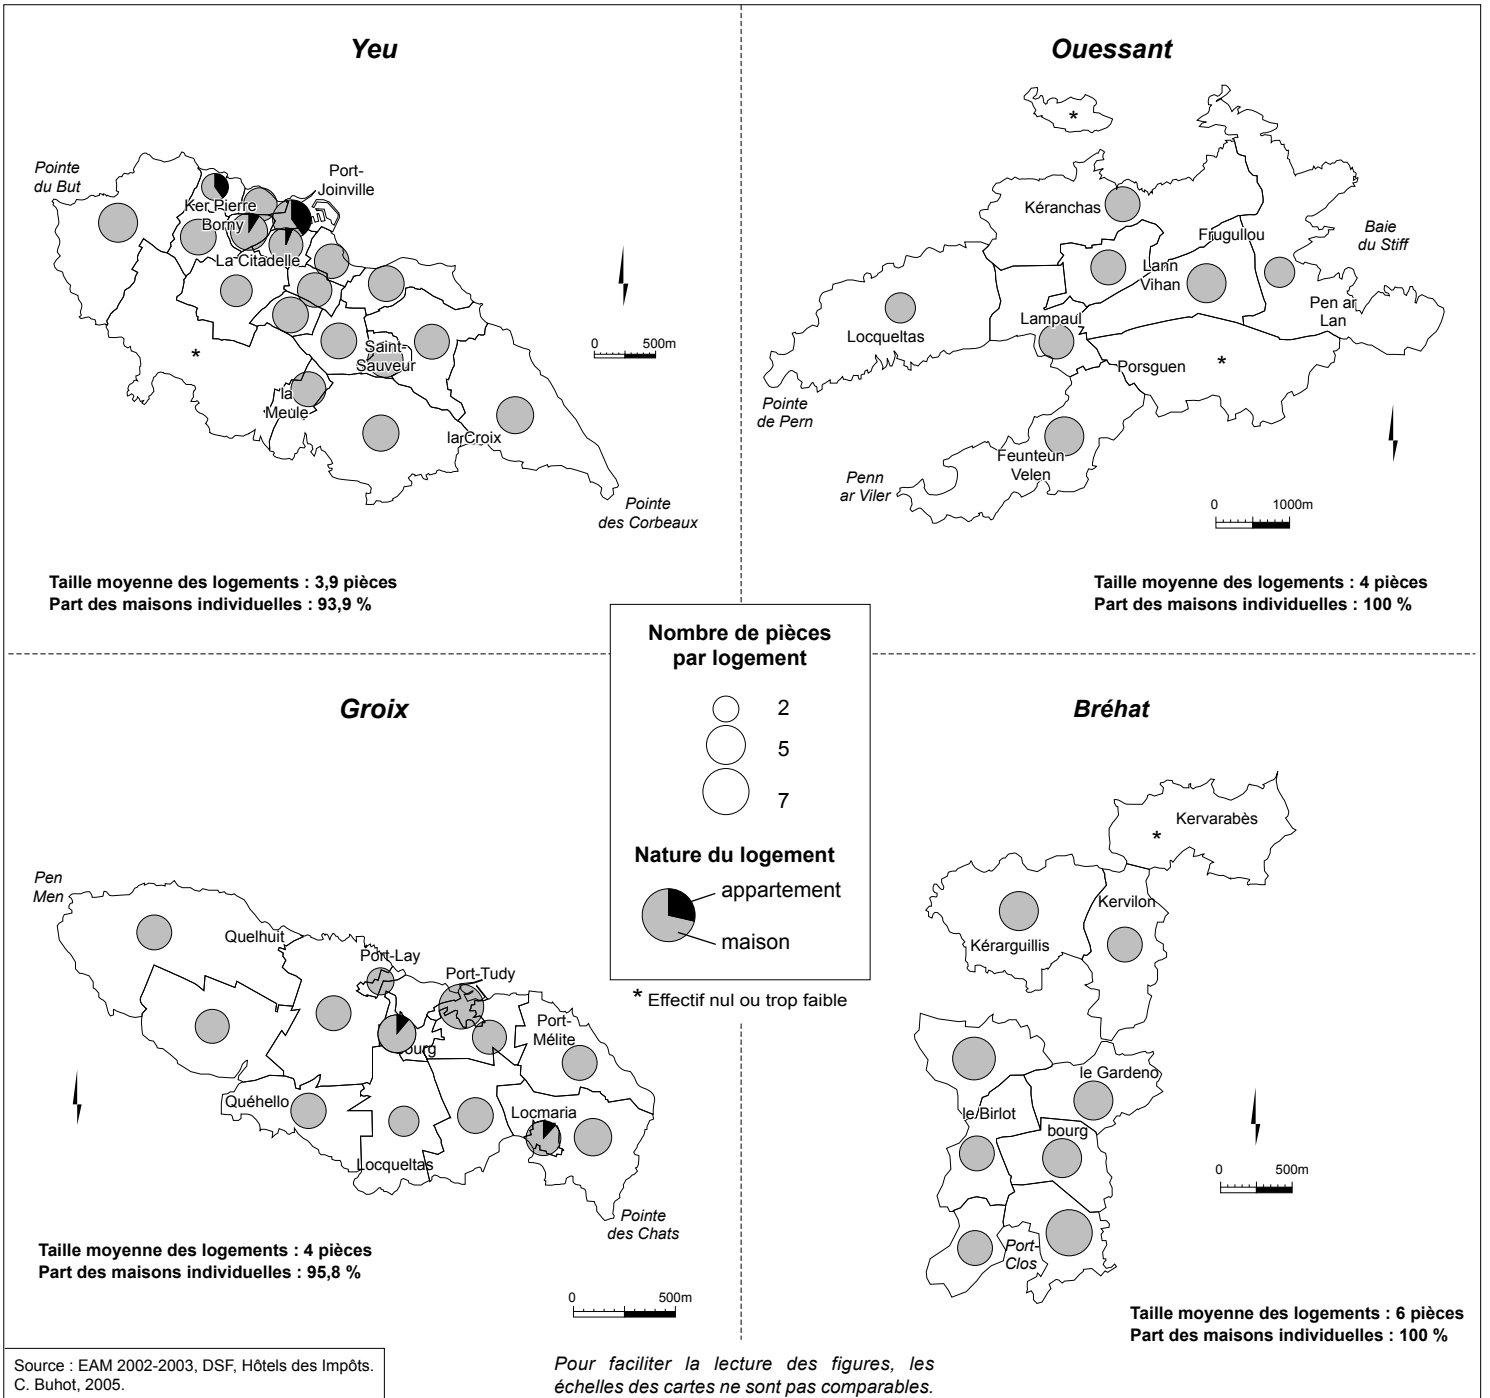 Yeu
Pointe
du But
Port-
Joinville
Ker Pierre
Borny
La Citadelle
*
Saint-
Sauveur
la
Meule
la Croix
Pointe
des Corbeaux
0 500m
Taille moyenne des logements : 3,9 pièces
Part des maisons individuelles : 93,9 %
Ouessant
*
Kéranchas
Frugullou
Baie
du Stiff
Lann
Vihan
Pen ar
Lan
Locqueltas
Lampaul
Porsguen
*
Pointe
de Pern
Feunteun
Velen
Penn
ar Viler
0 1000m
Taille moyenne des logements : 4 pièces
Part des maisons individuelles : 100 %
Nombre de pièces
par logement
2
5
7
Nature du logement
appartement
maison
* Effectif nul ou trop faible
Groix
Pen
Men
Quelhuit
Port-Lay
Port-Tudy
Port-
Mélite
bourg
Quéhello
Locmaria
Locqueltas
Pointe
des Chats
Taille moyenne des logements : 4 pièces
Part des maisons individuelles : 95,8 %
0 500m
Bréhat
Kervarabès
*
Kervilon
Kérarguillis
le Gardeno
le Birlot
bourg
Port-
Clos
0 500m
Taille moyenne des logements : 6 pièces
Part des maisons individuelles : 100 %
Source : EAM 2002-2003, DSF, Hôtels des Impôts.
C. Buhot, 2005.
Pour faciliter la lecture des figures, les
échelles des cartes ne sont pas comparables.